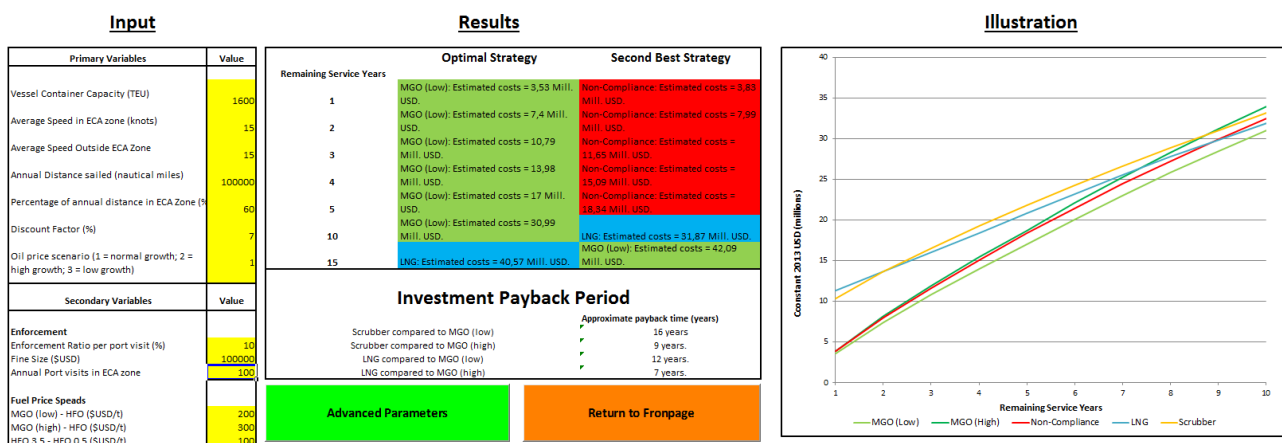 Input
Primary Variables Value
Vessel Container Capacity (TEU) 1600
Average Speed in ECA zone (knots) 15
Average Speed Outside ECA Zone 15
Annual Distance sailed (nautical miles) 100000
Percentage of annual distance in ECA Zone (% 60
Discount Factor (%) 7
Oil price scenario (1 = normal growth; 2 =
high growth; 3 = low growth) 1
Secondary Variables Value
Enforcement
Enforcement Ratio per port visit (%) 10
Fine Size ($USD) 100000
Annual Port visits in ECA zone 100
Fuel Price Speads
MGO (low) - HFO ($USD/t) 200
MGO (high) - HFO ($USD/t) 300
HFO 3,5 - HFO 0,5 ($USD/t) 100
Results
Optimal Strategy Second Best Strategy
Remaining Service Years
1 MGO (Low): Estimated costs = 3,53 Mill. USD. Non-Compliance: Estimated costs = 3,83 Mill. USD.
2 MGO (Low): Estimated costs = 7,4 Mill. USD. Non-Compliance: Estimated costs = 7,99 Mill. USD.
3 MGO (Low): Estimated costs = 10,79 Mill. USD. Non-Compliance: Estimated costs = 11,65 Mill. USD.
4 MGO (Low): Estimated costs = 13,98 Mill. USD. Non-Compliance: Estimated costs = 15,09 Mill. USD.
5 MGO (Low): Estimated costs = 17 Mill. USD. Non-Compliance: Estimated costs = 18,34 Mill. USD.
10 MGO (Low): Estimated costs = 30,99 Mill. USD. LNG: Estimated costs = 31,87 Mill. USD.
15 LNG: Estimated costs = 40,57 Mill. USD. MGO (Low): Estimated costs = 42,09 Mill. USD.
Investment Payback Period
Approximate payback time (years)
Scrubber compared to MGO (low) 16 years
Scrubber compared to MGO (high) 9 years.
LNG compared to MGO (low) 12 years
LNG compared to MGO (high) 7 years.
Advanced Parameters
Return to Fronpage
Illustration
Cconstant 2013 USD (millions)
40
35
30
25
20
15
10
5
0
1 2 3 4 5 6 7 8 9 10
Remaining Service Years
MGO (Low) MGO (High) Non-Compliance LNG Scrubber